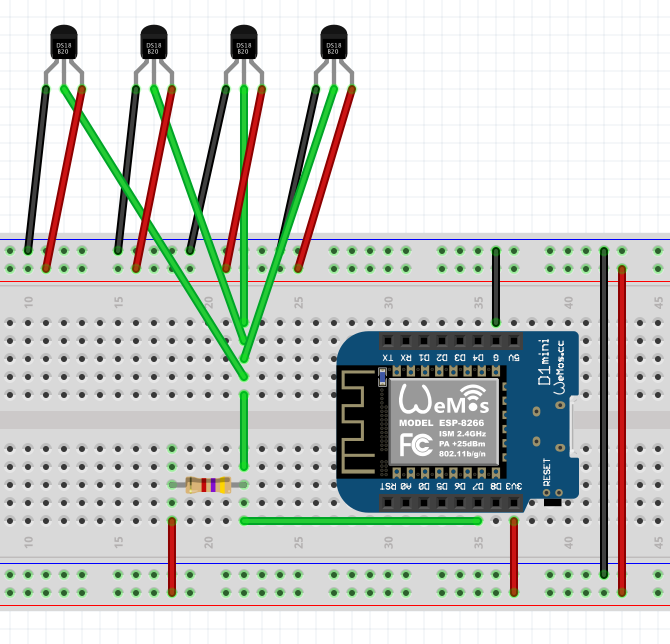 DS18
B20
DS18
B20
DS18
B20
DS18
B20
10 15 20 25 30 35 40 45
TX RX D1 D2 D3 D4 G 5V
D1 mini
WeMos.cc
WeMos
MODEL ESP-8266
FC
ISM 2.4GHz
PA +25dBm
802.11b/g/n
RESET
RST A0 D0 D5 D6 D7 D8 3V3
10 15 20 25 30 35 40 45